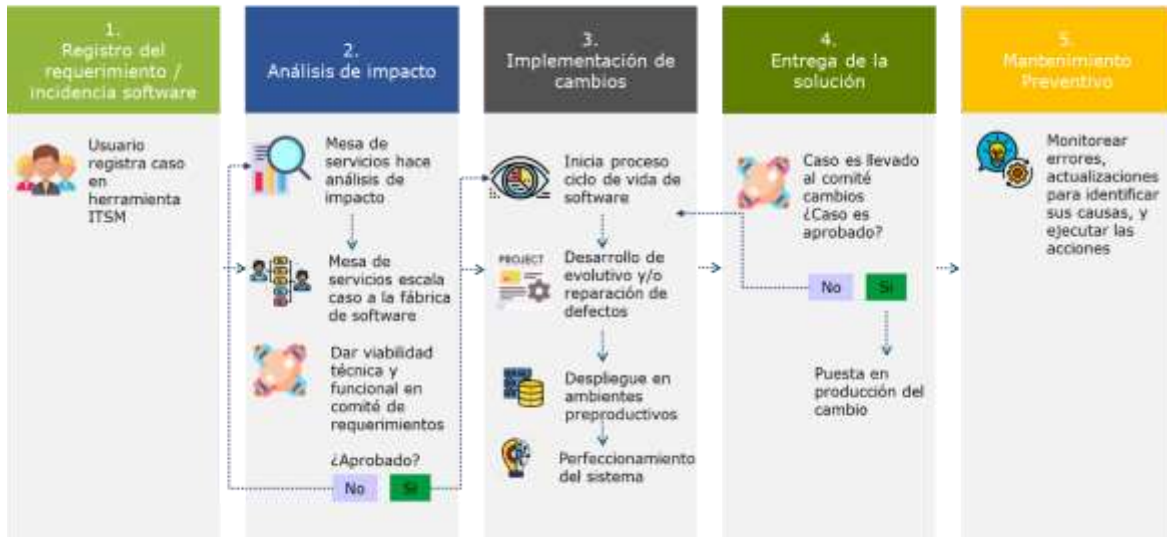 1.
Registro del
requerimiento /
incidencia software
Usuario
registra caso
en
herramienta
ITSM
2.
Análisis de impacto
Mesa de
servicios hace
análisis de
impacto
Mesa de
servicios escala
caso a la fábrica
de software
Dar viabilidad
técnica y
funcional en
comité de
requerimientos
¿Aprobado?
No
Si
3.
Implementación de
cambios
Inicia proceso
ciclo de vida de
software
PROJECT
Desarrollo de
evolutivo y/o
reparación de
defectos
Despliegue en
ambientes
preproductivos
Perfeccionamiento
del sistema
4.
Entrega de la
solución
Caso es llevado
al comité
cambios
¿Caso es
aprobado?
No
Si
Puesta en
producción del
cambio
5.
Mantenimiento
Preventivo
Monitorear
errores,
actualizaciones
para identificar
sus causas, y
ejecutar las
acciones